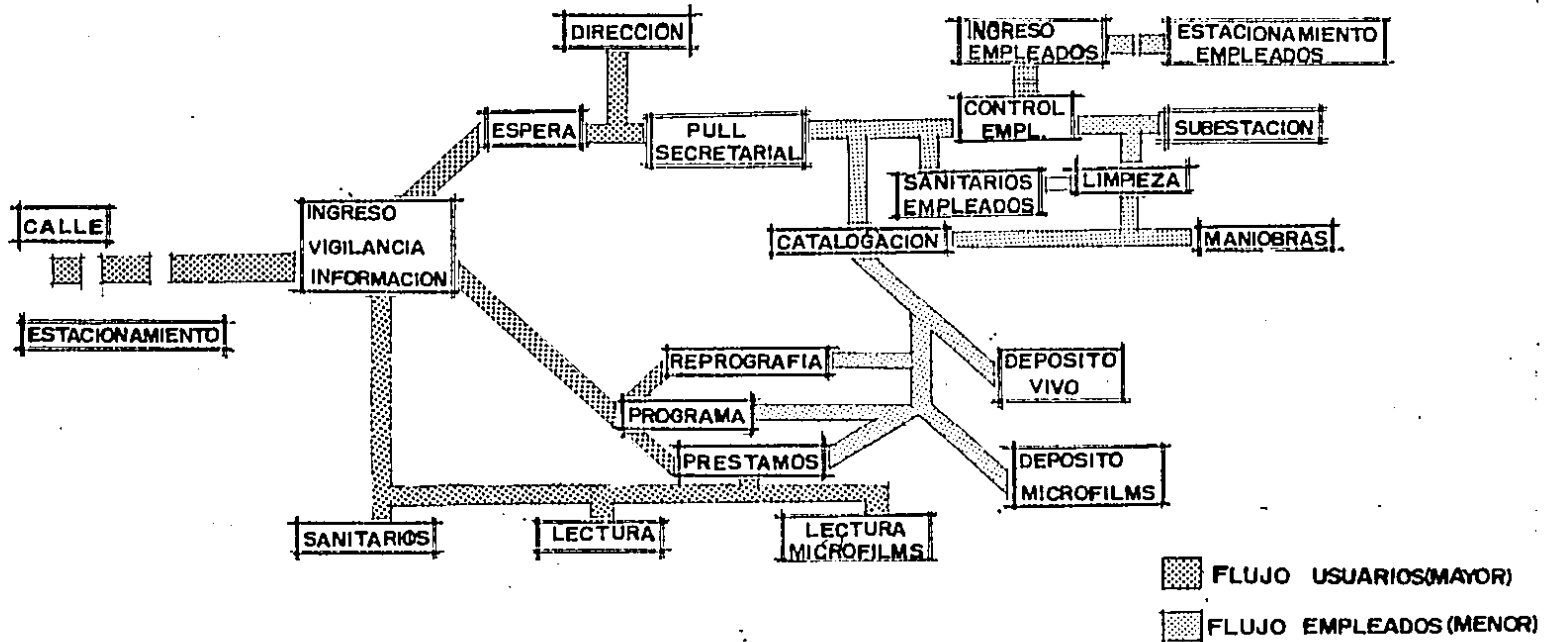 DIRECCION
INGRESO
EMPLEADOS
ESTACIONAMIENTO
EMPLEADOS
ESPERA
PULL
SECRETARIAL
CONTROL
EMPL.
SUBESTACION
SANITARIOS
EMPLEADOS
LIMPIEZA
CALLE
INGRESO
VIGILANCIA
INFORMACION
CATALOGACION
MANIOBRAS
ESTACIONAMIENTO
REPROGRAFIA
DEPOSITO
VIVO
PROGRAMA
PRESTAMOS
DEPOSITO
MICROFILMS
SANITARIOS
LECTURA
LECTURA
MICROFILMS
FLUJO USUARIOS(MAYOR)
FLUJO EMPLEADOS (MENOR)